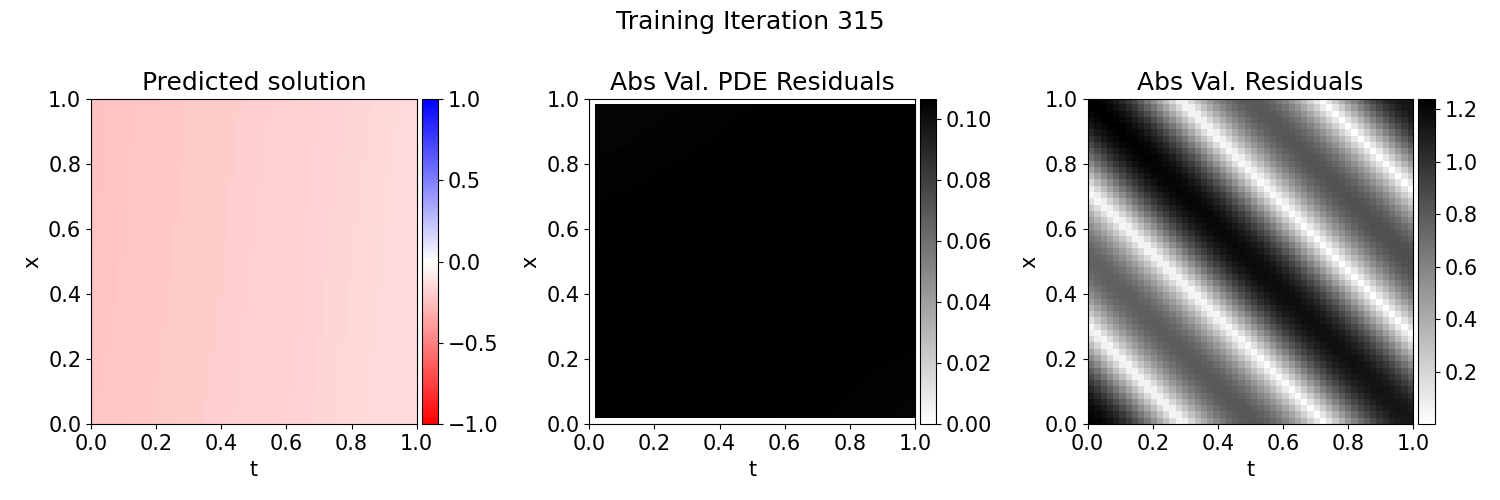 Training Iteration 315
Predicted solution
1.0
0.8
0.6
0.4
0.2
0.0
x
0.0 0.2 0.4 0.6 0.8 1.0
t
1.0
0.5
0.0
−0.5
−1.0
Abs Val. PDE Residuals
1.0
0.8
0.6
0.4
0.2
0.0
x
0.0 0.2 0.4 0.6 0.8 1.0
t
0.10
0.08
0.06
0.04
0.02
0.00
Abs Val. Residuals
1.0
0.8
0.6
0.4
0.2
0.0
x
0.0 0.2 0.4 0.6 0.8 1.0
t
1.2
1.0
0.8
0.6
0.4
0.2